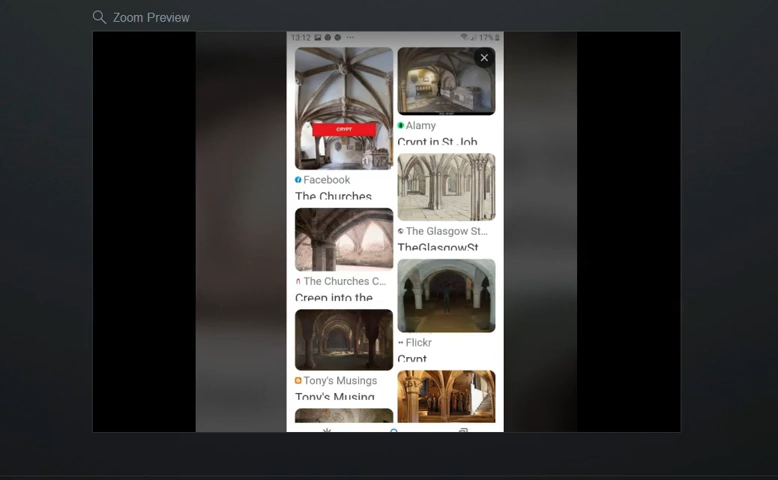 Zoom Preview
13:12
17%
CRYPT
Facebook
The Churches
Alamy
Crypt in St Joh
The Glasgow St...
TheGlasgowSt
The Churches C...
Creep into the
Flickr
Crypt
Tony's Musings
Tony's Musing